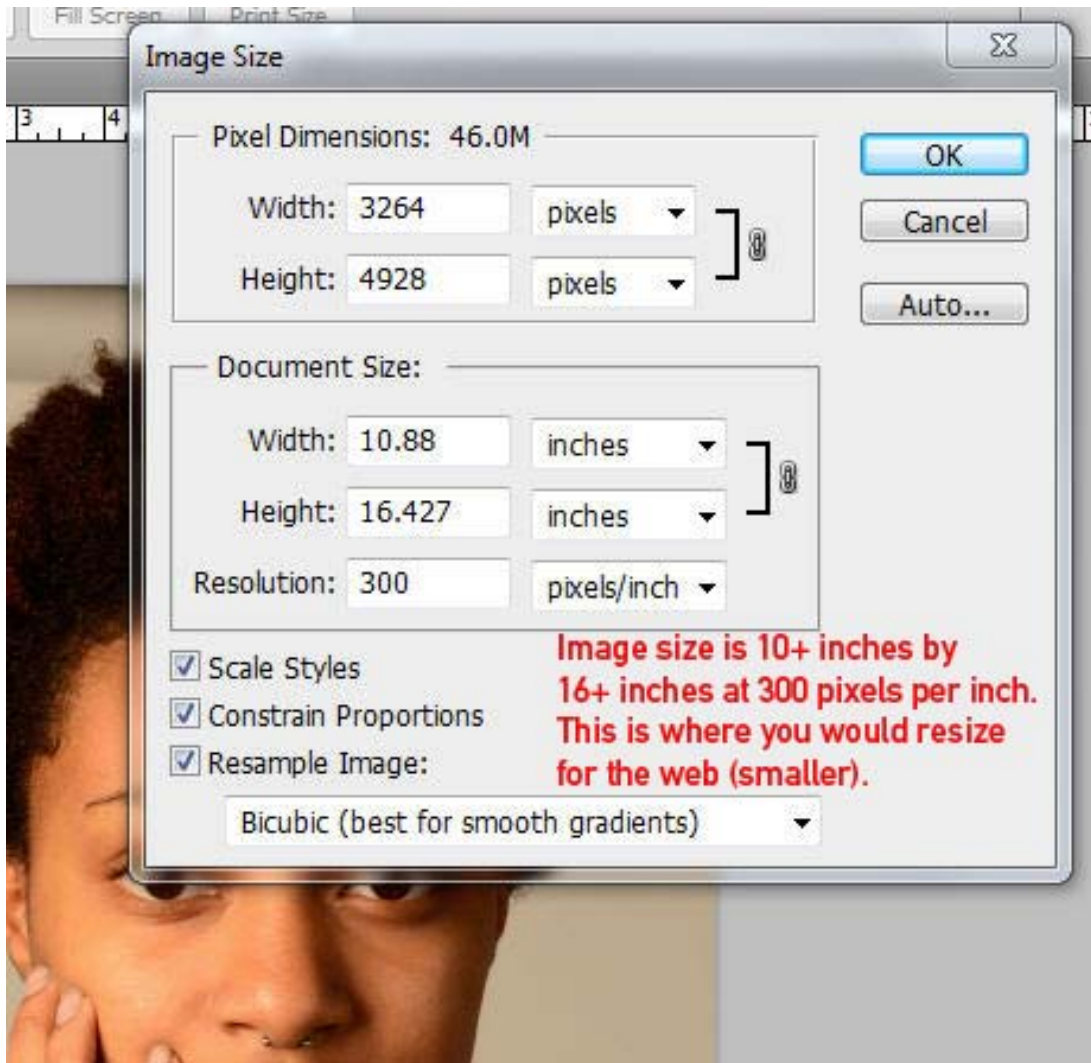 Fill Screen Print Size
Image Size
3 4
Pixel Dimensions: 46.0M
OK
Width: 3264 pixels
Cancel
Height: 4928 pixels
Auto...
Document Size:
Width: 10.88 inches
Height: 16.427 inches
Resolution: 300 pixels/inch
Image size is 10+ inches by
16+ inches at 300 pixels per inch.
This is where you would resize
for the web (smaller).
Scale Styles
Constrain Proportions
Resample Image:
Bicubic (best for smooth gradients)